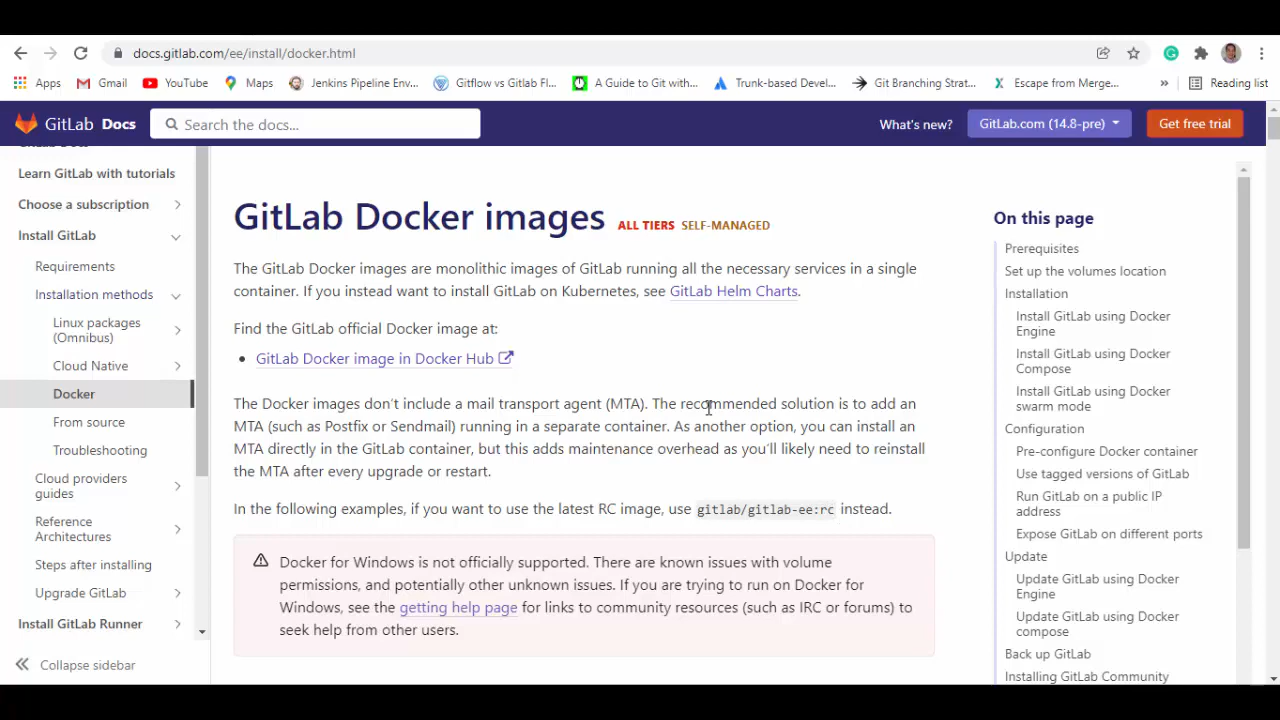 docs.gitlab.com/ee/install/docker.html
Apps
Gmail
YouTube
Maps
Jenkins Pipeline Env...
Gitflow vs Gitlab Fl...
A Guide to Git with...
Trunk-based Devel...
Git Branching Strat...
Escape from Merge...
»
Reading list
GitLab Docs
Search the docs...
What's new?
GitLab.com (14.8-pre)
Get free trial
Learn GitLab with tutorials
Choose a subscription
Install GitLab
Requirements
Installation methods
Linux packages
(Omnibus)
Cloud Native
Docker
From source
Troubleshooting
Cloud providers
guides
Reference
Architectures
Steps after installing
Upgrade GitLab
Install GitLab Runner
Collapse sidebar
GitLab Docker images ALL TIERS SELF-MANAGED
The GitLab Docker images are monolithic images of GitLab running all the necessary services in a single
container. If you instead want to install GitLab on Kubernetes, see GitLab Helm Charts.
Find the GitLab official Docker image at:
• GitLab Docker image in Docker Hub
The Docker images don't include a mail transport agent (MTA). The recommended solution is to add an
MTA (such as Postfix or Sendmail) running in a separate container. As another option, you can install an
MTA directly in the GitLab container, but this adds maintenance overhead as you'll likely need to reinstall
the MTA after every upgrade or restart.
In the following examples, if you want to use the latest RC image, use gitlab/gitlab-ee:rc instead.
Docker for Windows is not officially supported. There are known issues with volume
permissions, and potentially other unknown issues. If you are trying to run on Docker for
Windows, see the getting help page for links to community resources (such as IRC or forums) to
seek help from other users.
On this page
Prerequisites
Set up the volumes location
Installation
Install GitLab using Docker
Engine
Install GitLab using Docker
Compose
Install GitLab using Docker
swarm mode
Configuration
Pre-configure Docker container
Use tagged versions of GitLab
Run GitLab on a public IP
address
Expose GitLab on different ports
Update
Update GitLab using Docker
Engine
Update GitLab using Docker
compose
Back up GitLab
Installing GitLab Community